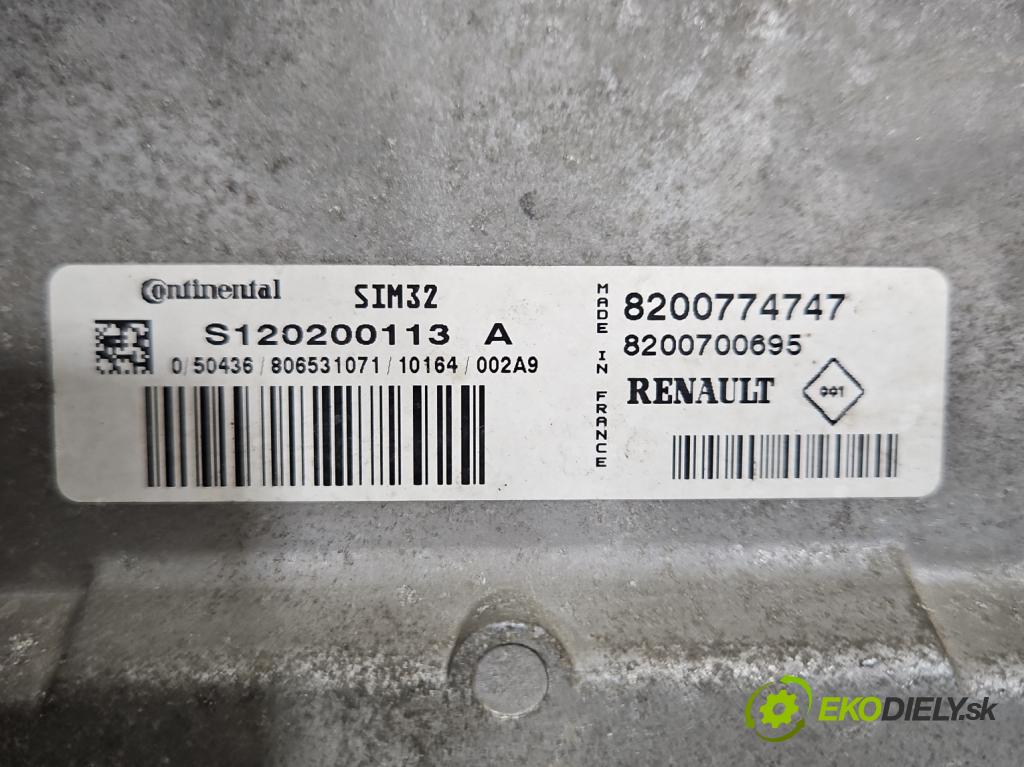 Continental SIM32
S120200113 A
0/50436/806531071/10164/002A9
MADE IN FRANCE
8200774747
8200700695
RENAULT
EKODIELY.sk